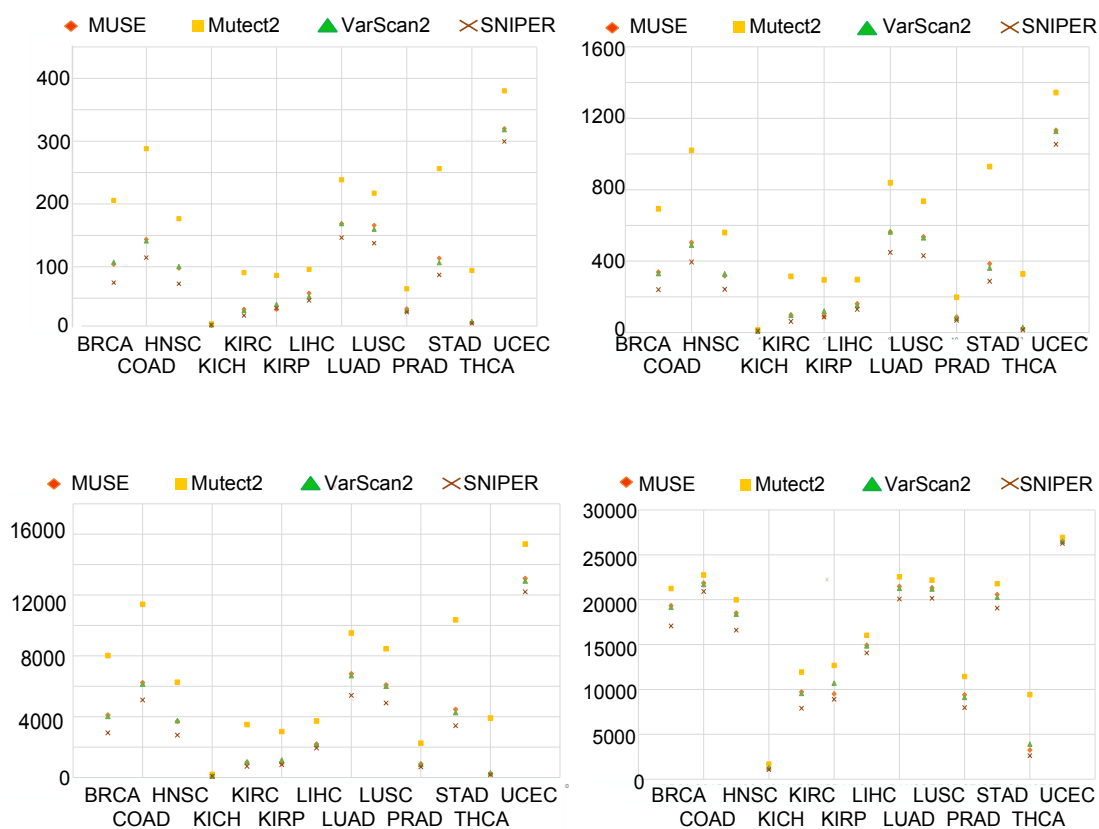 MUSE Mutect2 VarScan2 SNIPER
400
300
200
100
0
BRCA HNSC KIRC LIHC LUSC STAD UCEC
COAD KICH KIRP LUAD PRAD THCA
MUSE Mutect2 VarScan2 SNIPER
1600
1200
800
400
0
BRCA HNSC KIRC LIHC LUSC STAD UCEC
COAD KICH KIRP LUAD PRAD THCA
MUSE Mutect2 VarScan2 SNIPER
16000
12000
8000
4000
0
BRCA HNSC KIRC LIHC LUSC STAD UCEC
COAD KICH KIRP LUAD PRAD THCA
MUSE Mutect2 VarScan2 SNIPER
30000
25000
20000
15000
10000
5000
0
BRCA HNSC KIRC LIHC LUSC STAD UCEC
COAD KICH KIRP LUAD PRAD THCA